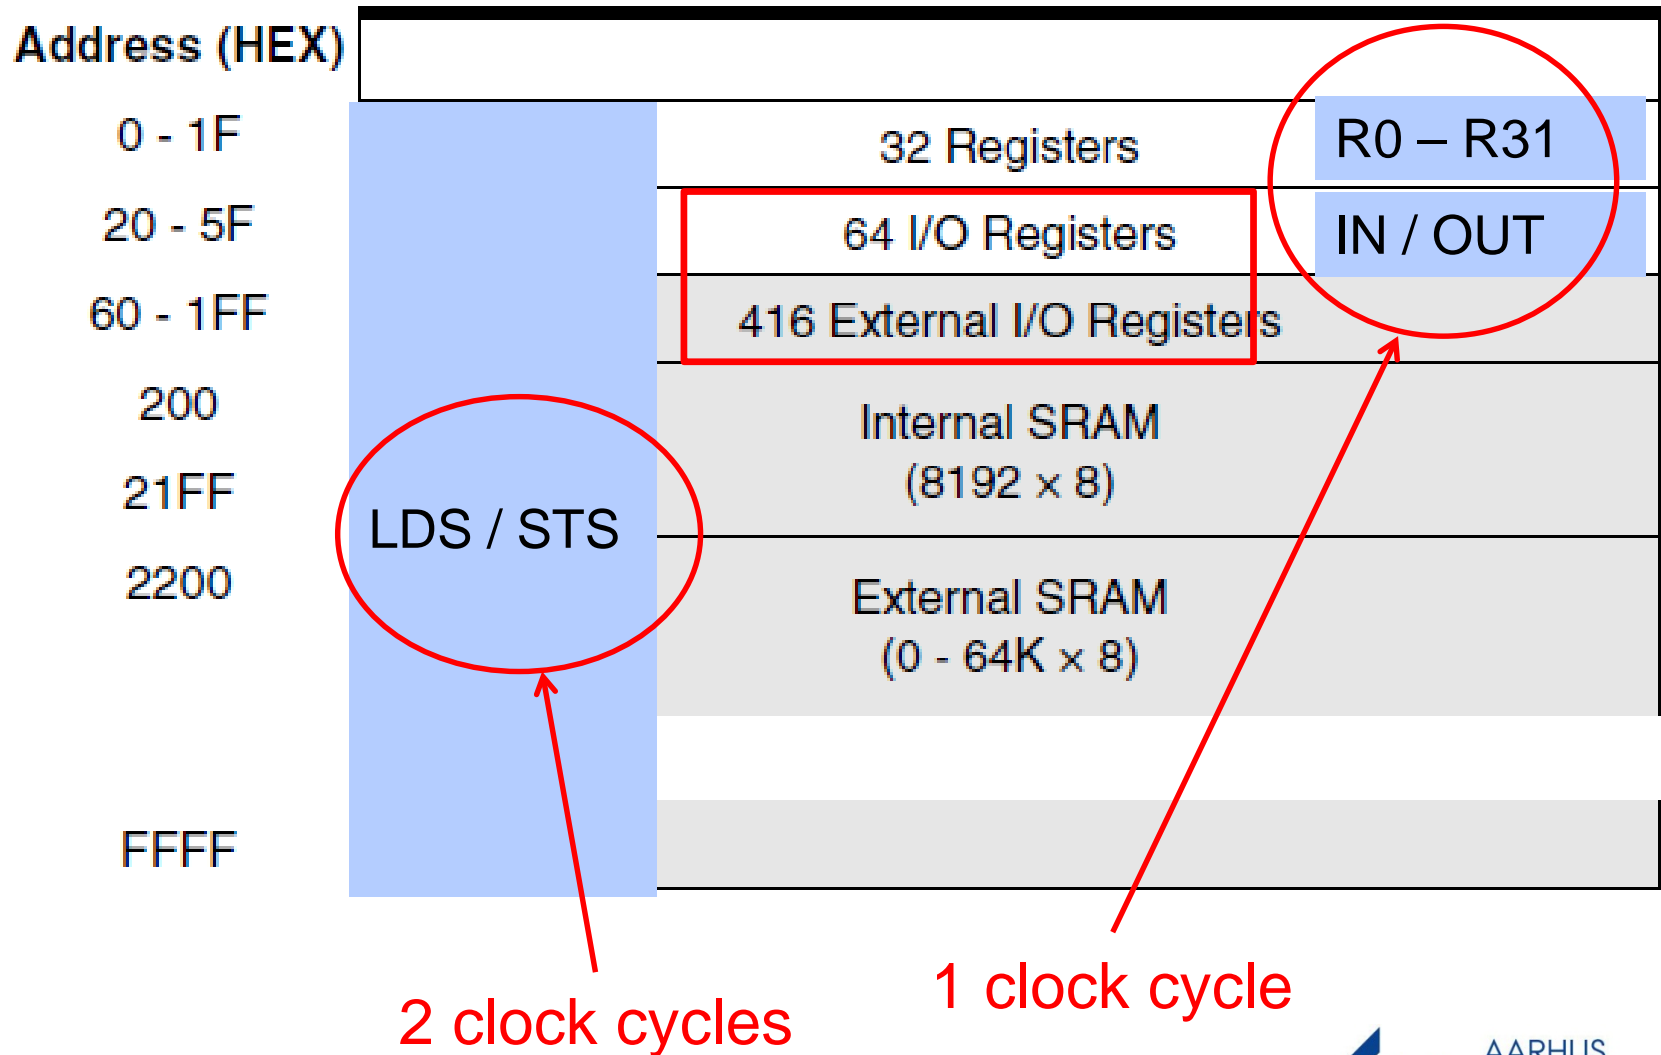 Address (HEX)
0 - 1F 32 Registers R0 – R31
20 - 5F 64 I/O Registers IN / OUT
60 - 1FF 416 External I/O Registers
200 Internal SRAM
21FF (8192 × 8)
LDS / STS
2200 External SRAM
(0 - 64K × 8)
FFFF
1 clock cycle
2 clock cycles
AARHUS